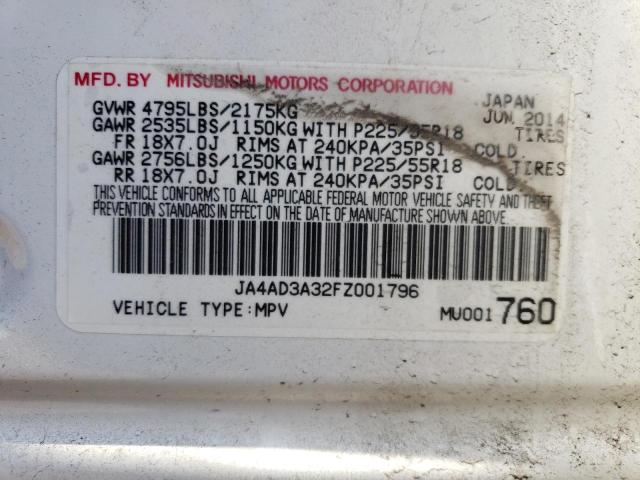 MFD. BY MITSUBISHI MOTORS CORPORATION
JAPAN
GVWR 4795LBS/2175KG JUN. 2014
GAWR 2535LBS/1150KG WITH P225/55R18 TIRES
FR 18X7.0J RIMS AT 240KPA/35PSI COLD.
GAWR 2756LBS/1250KG WITH P225/55R18 TIRES
RR 18X7.0J RIMS AT 240KPA/35PSI COLD
THIS VEHICLE CONFORMS TO ALL APPLICABLE FEDERAL MOTOR VEHICLE SAFETY AND THEFT
PREVENTION STANDARDS IN EFFECT ON THE DATE OF MANUFACTURE SHOWN ABOVE.
JA4AD3A32FZ001796
VEHICLE TYPE:MPV MU001760